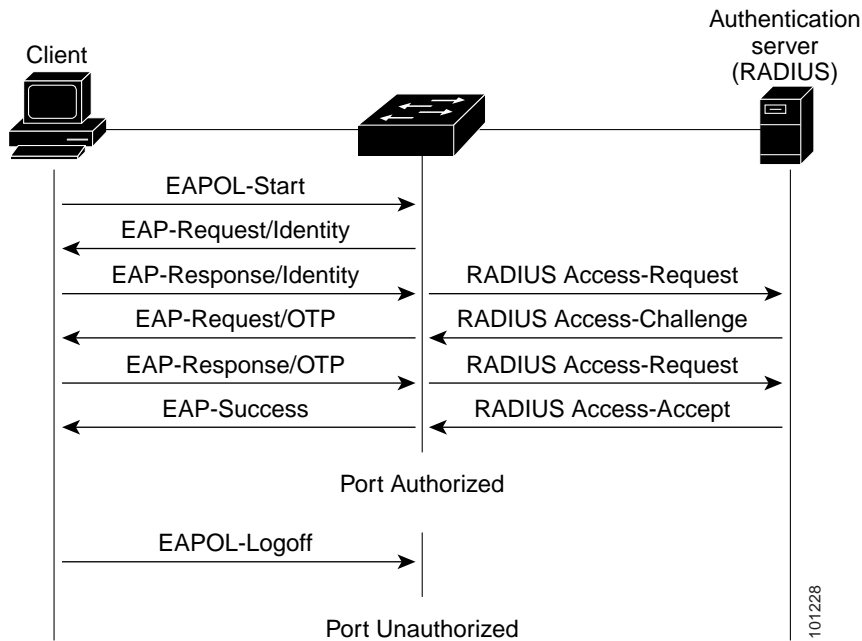 Authentication
server
(RADIUS)
Client
EAPOL-Start
EAP-Request/Identity
EAP-Response/Identity
RADIUS Access-Request
EAP-Request/OTP
RADIUS Access-Challenge
EAP-Response/OTP
RADIUS Access-Request
EAP-Success
RADIUS Access-Accept
Port Authorized
EAPOL-Logoff
Port Unauthorized
101228